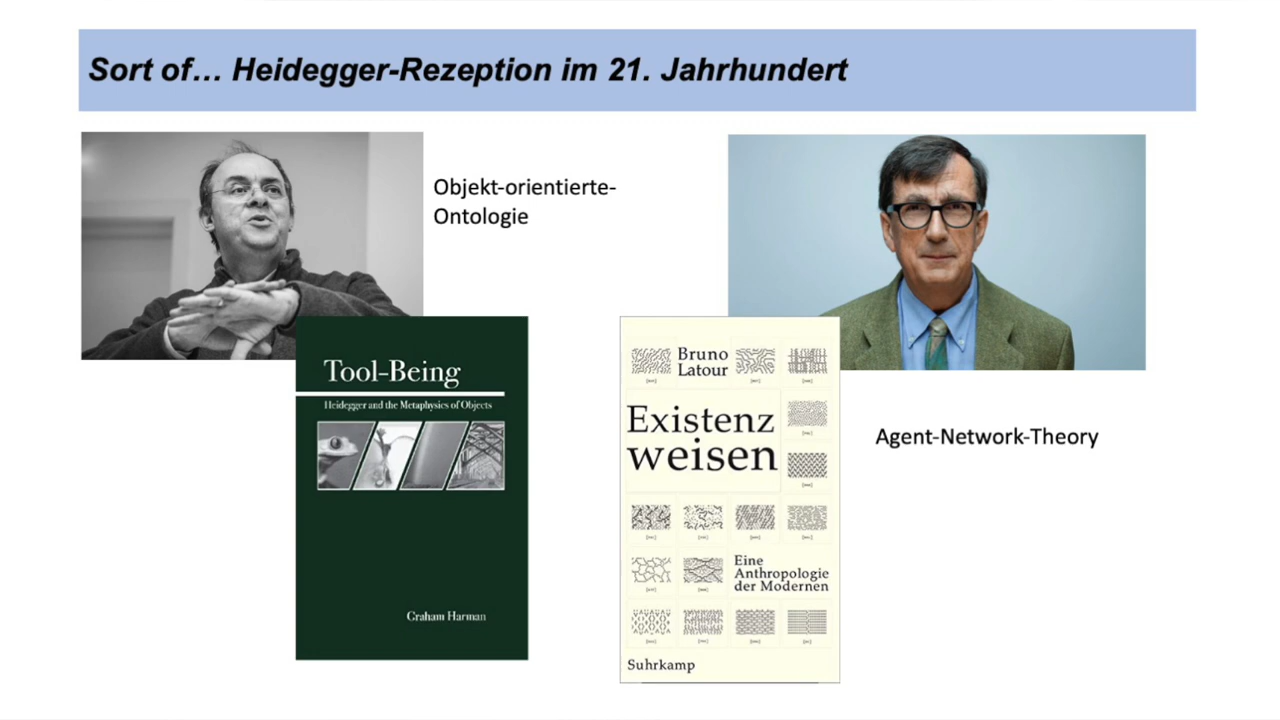 Sort of… Heidegger-Rezeption im 21. Jahrhundert
Objekt-orientierte-
Ontologie
Tool-Being
Heidegger and the Metaphysics of Objects
Graham Harman
Bruno
Latour
Existenz
weisen
Eine
Anthropologie
der Modernen
Suhrkamp
Agent-Network-Theory